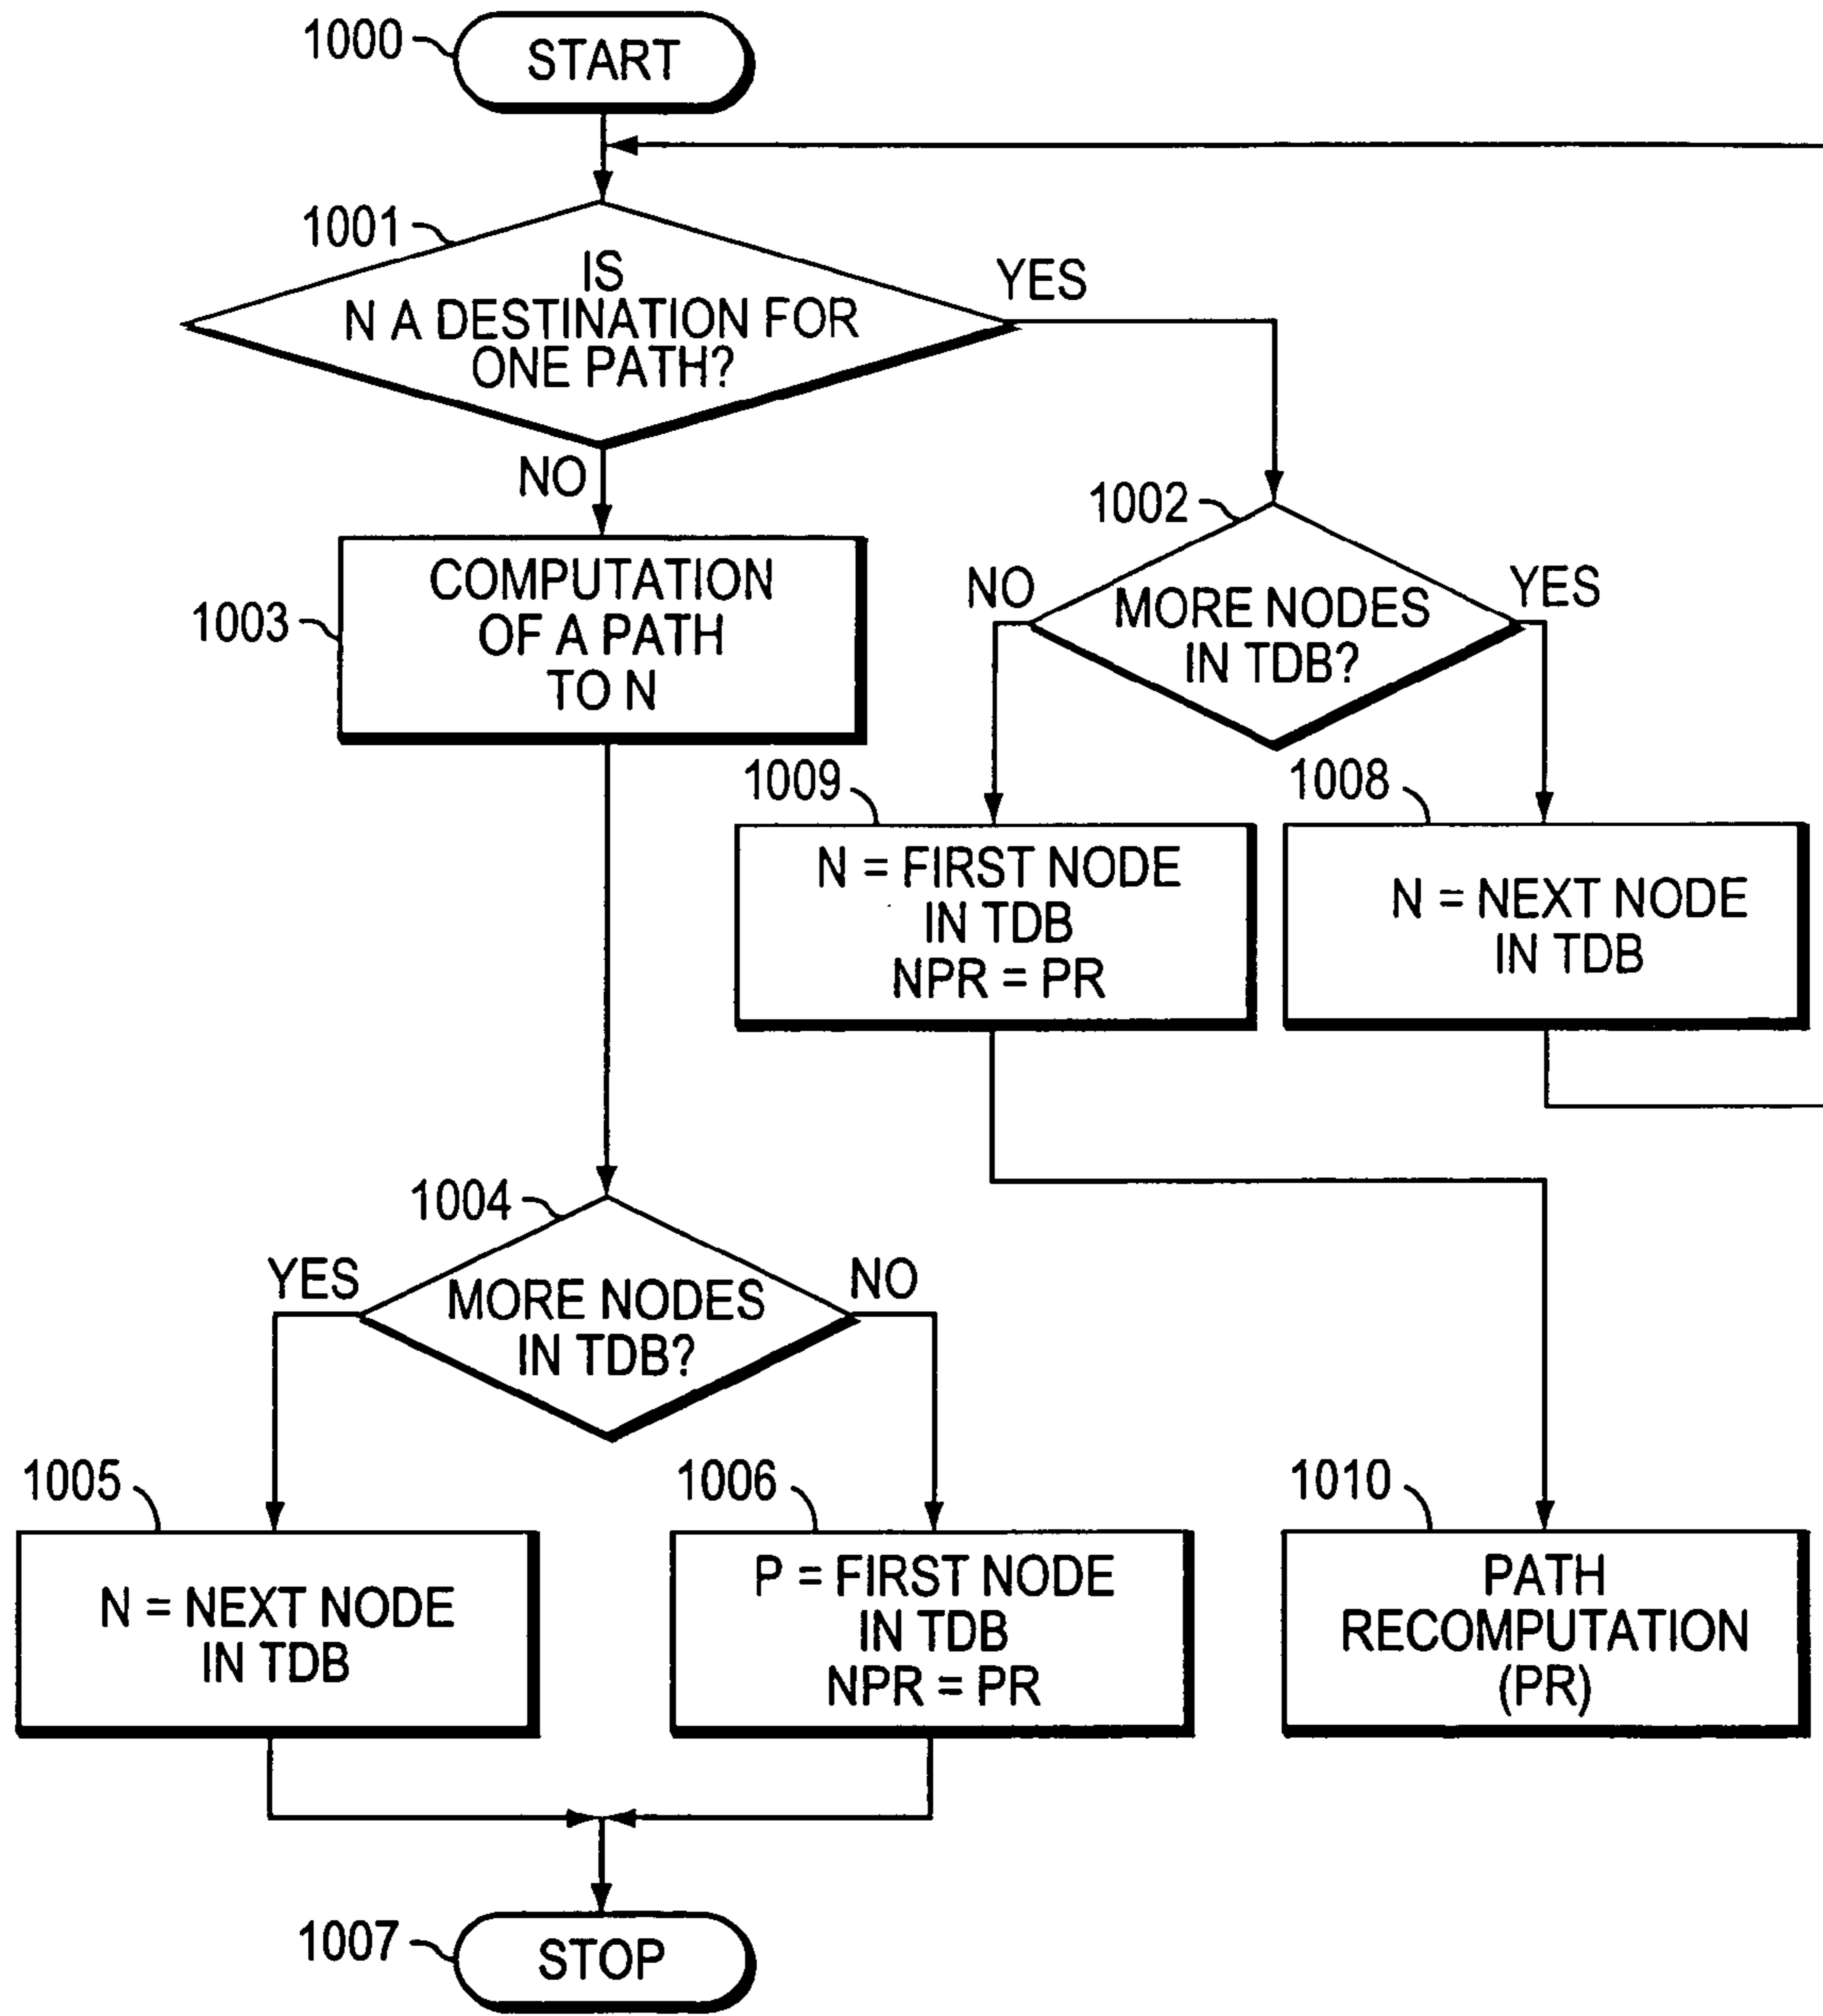 1000
START
1001
IS
N A DESTINATION FOR
ONE PATH?
YES
NO
1002
NO
MORE NODES
IN TDB?
YES
1003
COMPUTATION
OF A PATH
TO N
1009
N = FIRST NODE
IN TDB
NPR = PR
1008
N = NEXT NODE
IN TDB
1004
YES
MORE NODES
IN TDB?
NO
1005
N = NEXT NODE
IN TDB
1006
P = FIRST NODE
IN TDB
NPR = PR
1010
PATH
RECOMPUTATION
(PR)
1007
STOP